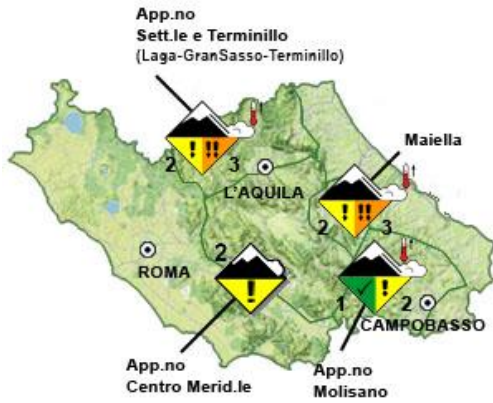 App.no
Sett.le e Terminillo
(Laga-GranSasso-Terminillo)
! !!
2 3
L'AQUILA
Maiella
! !!
2 3
ROMA
2
!
!
1 2
CAMPOBASSO
App.no
Centro Merid.le
App.no
Molisano